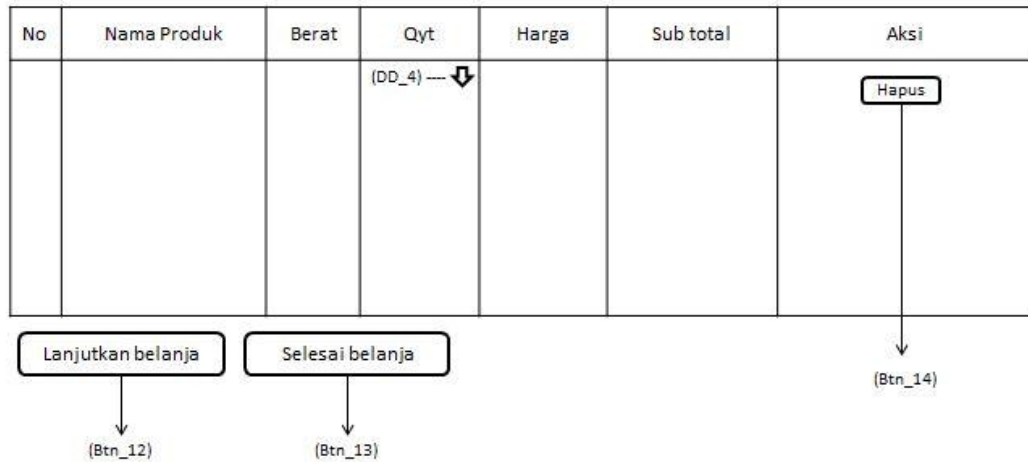 No Nama Produk Berat Qyt Harga Sub total Aksi
(DD_4) ----
Hapus
Lanjutkan belanja Selesai belanja
(Btn_14)
(Btn_12) (Btn_13)